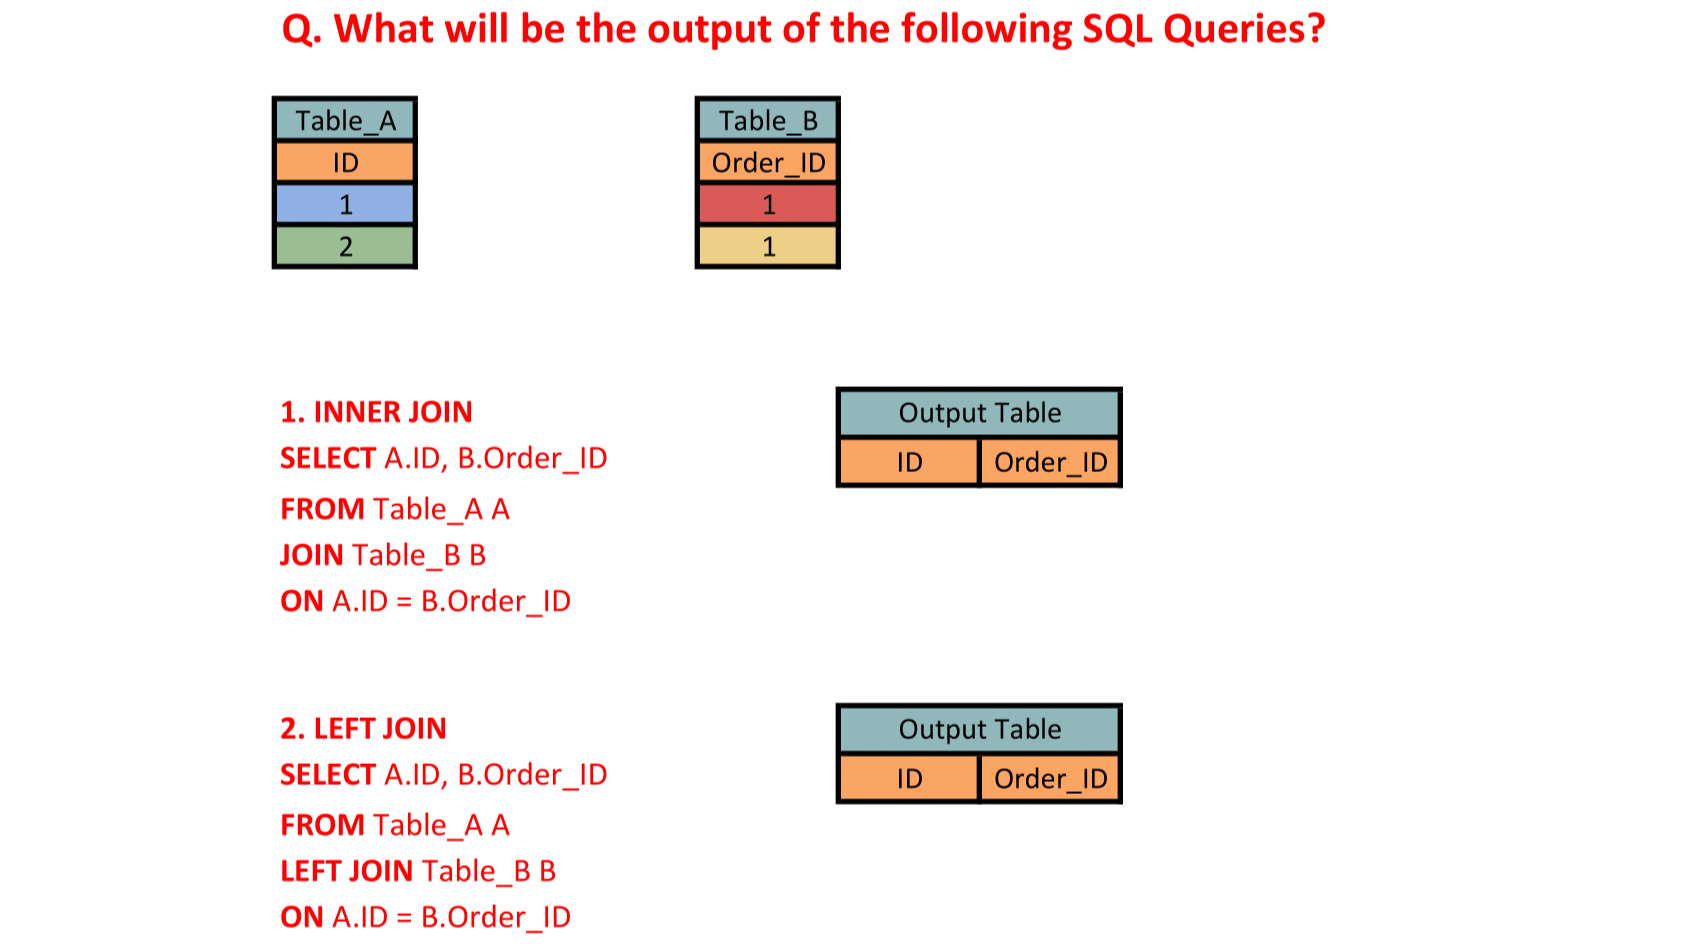 Q. What will be the output of the following SQL Queries?
Table_A
ID
1
2
Table_B
Order_ID
1
1
1. INNER JOIN
SELECT A.ID, B.Order_ID
FROM Table_A A
JOIN Table_B B
ON A.ID = B.Order_ID
Output Table
ID Order_ID
2. LEFT JOIN
SELECT A.ID, B.Order_ID
FROM Table_A A
LEFT JOIN Table_B B
ON A.ID = B.Order_ID
Output Table
ID Order_ID